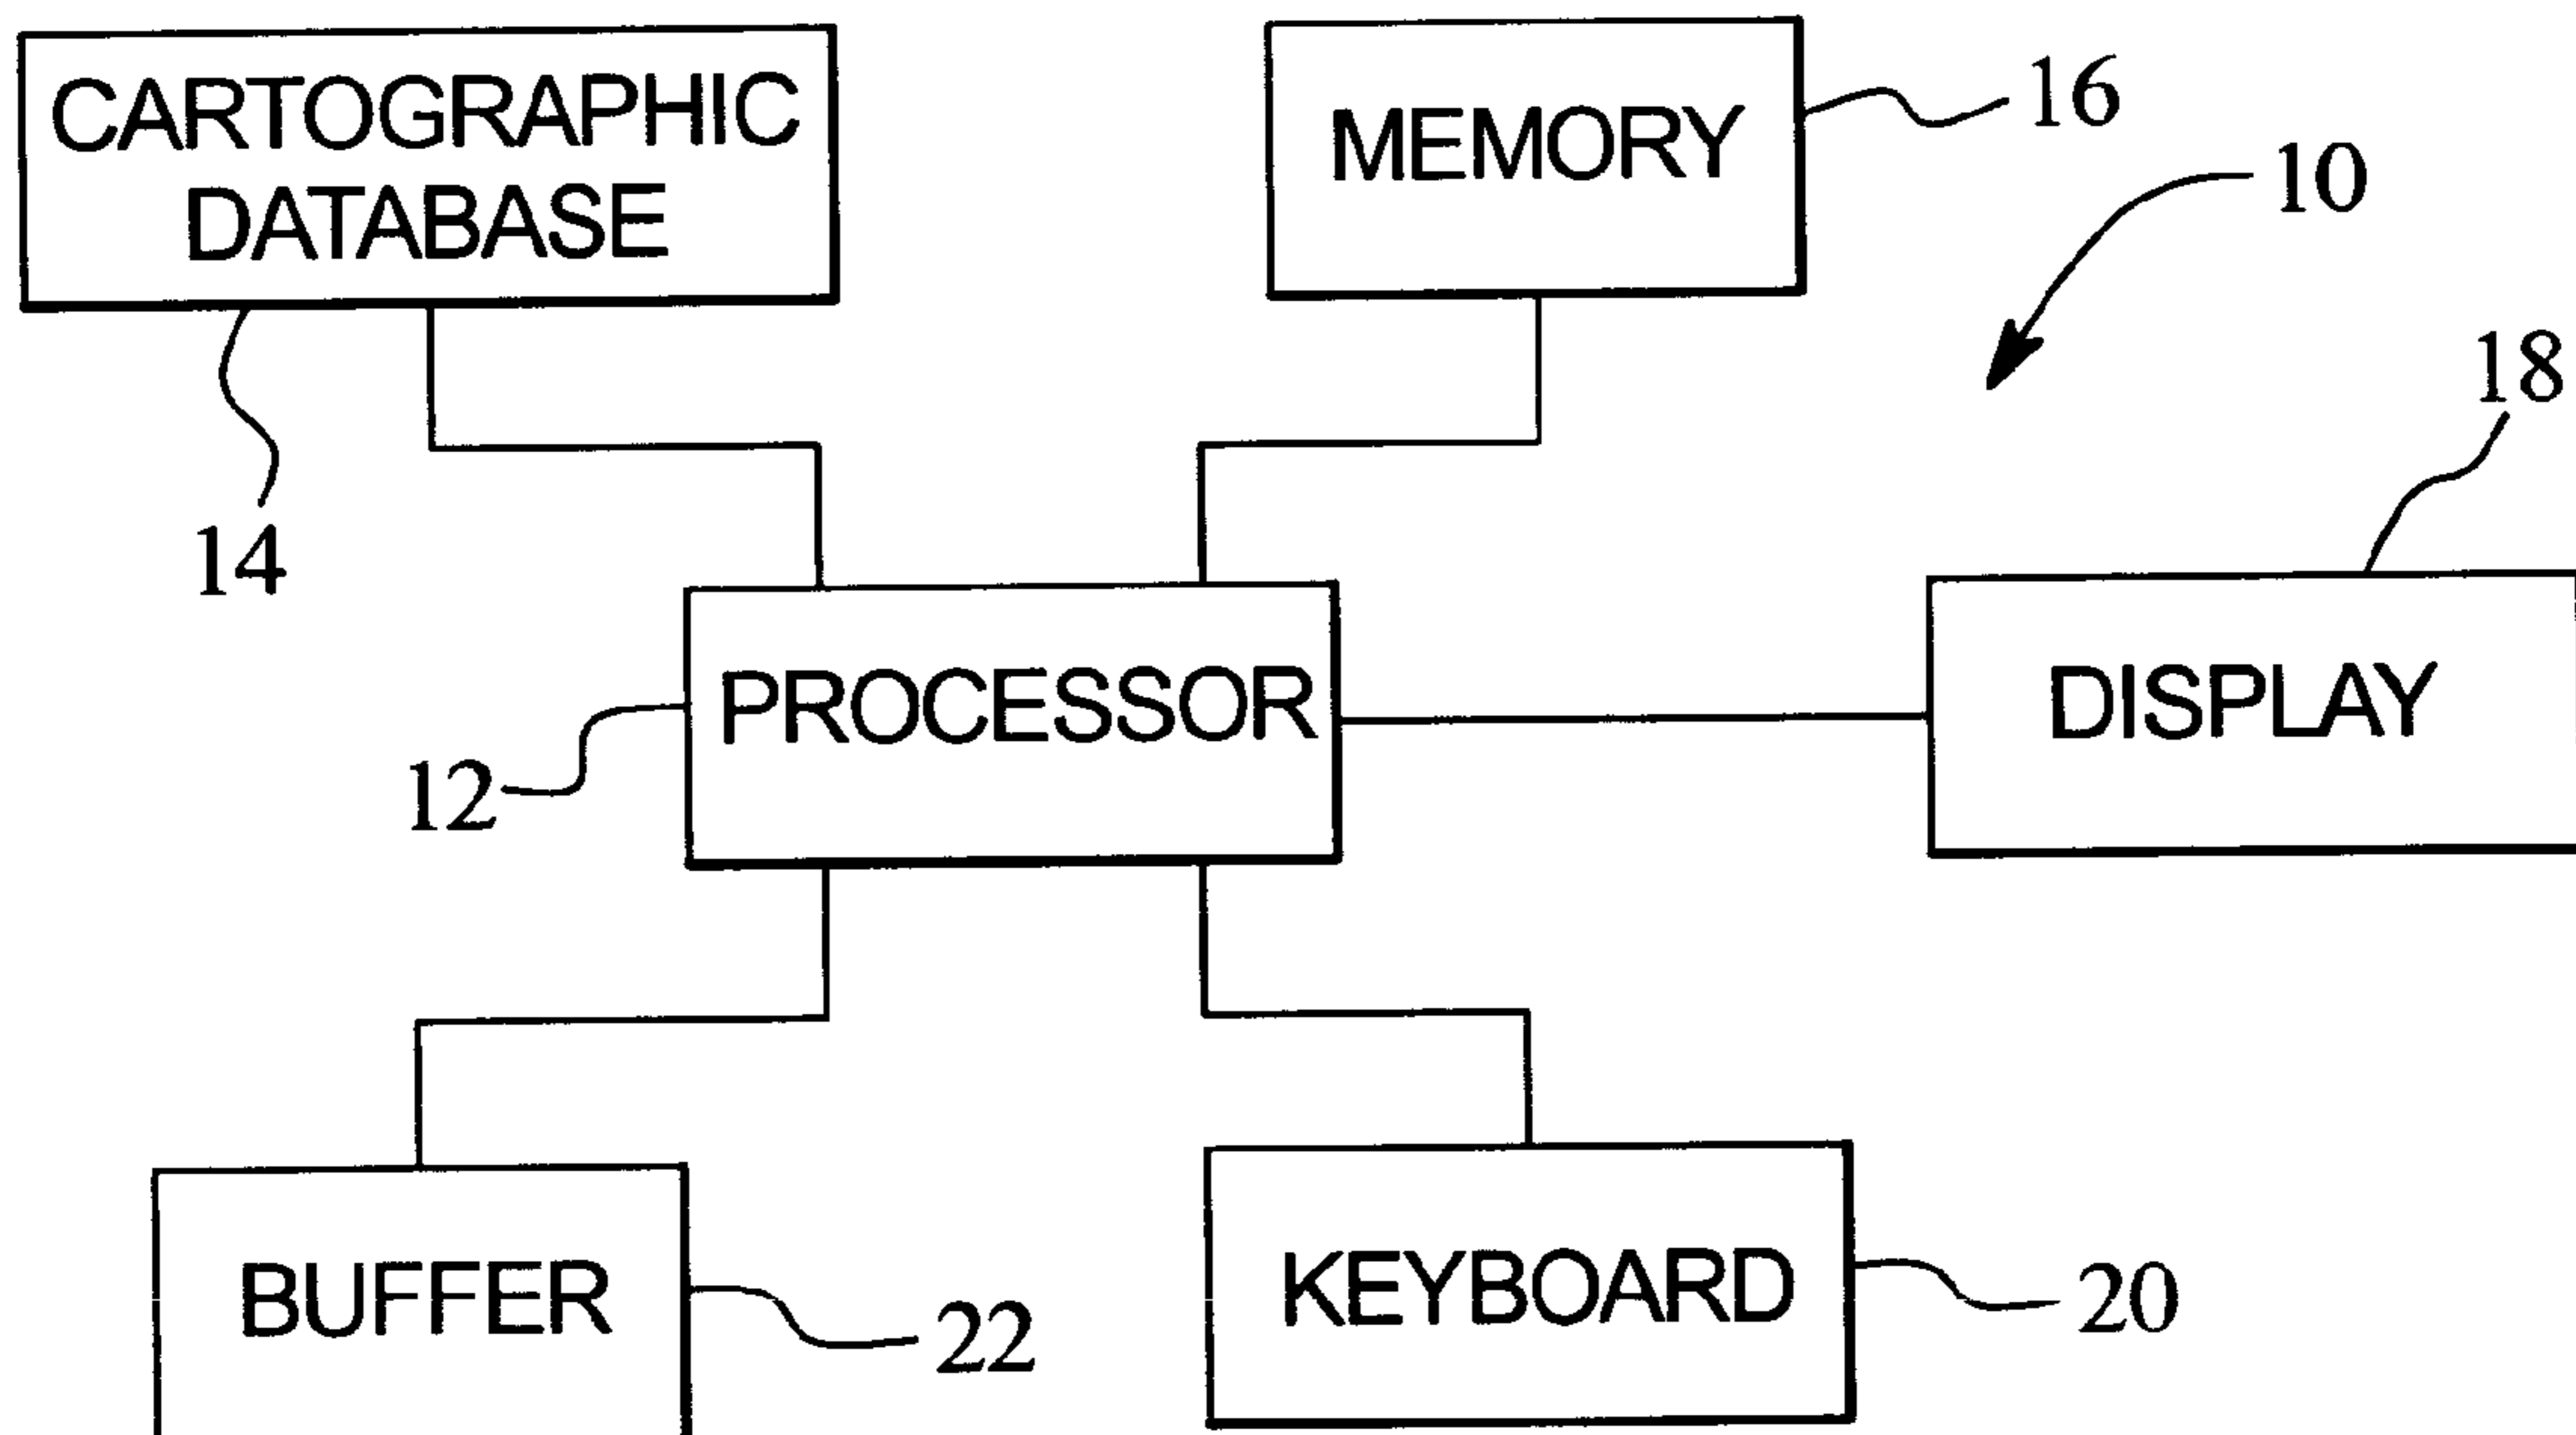 CARTOGRAPHIC
DATABASE
MEMORY
16
10
18
14
PROCESSOR
DISPLAY
12
BUFFER
22
KEYBOARD
20